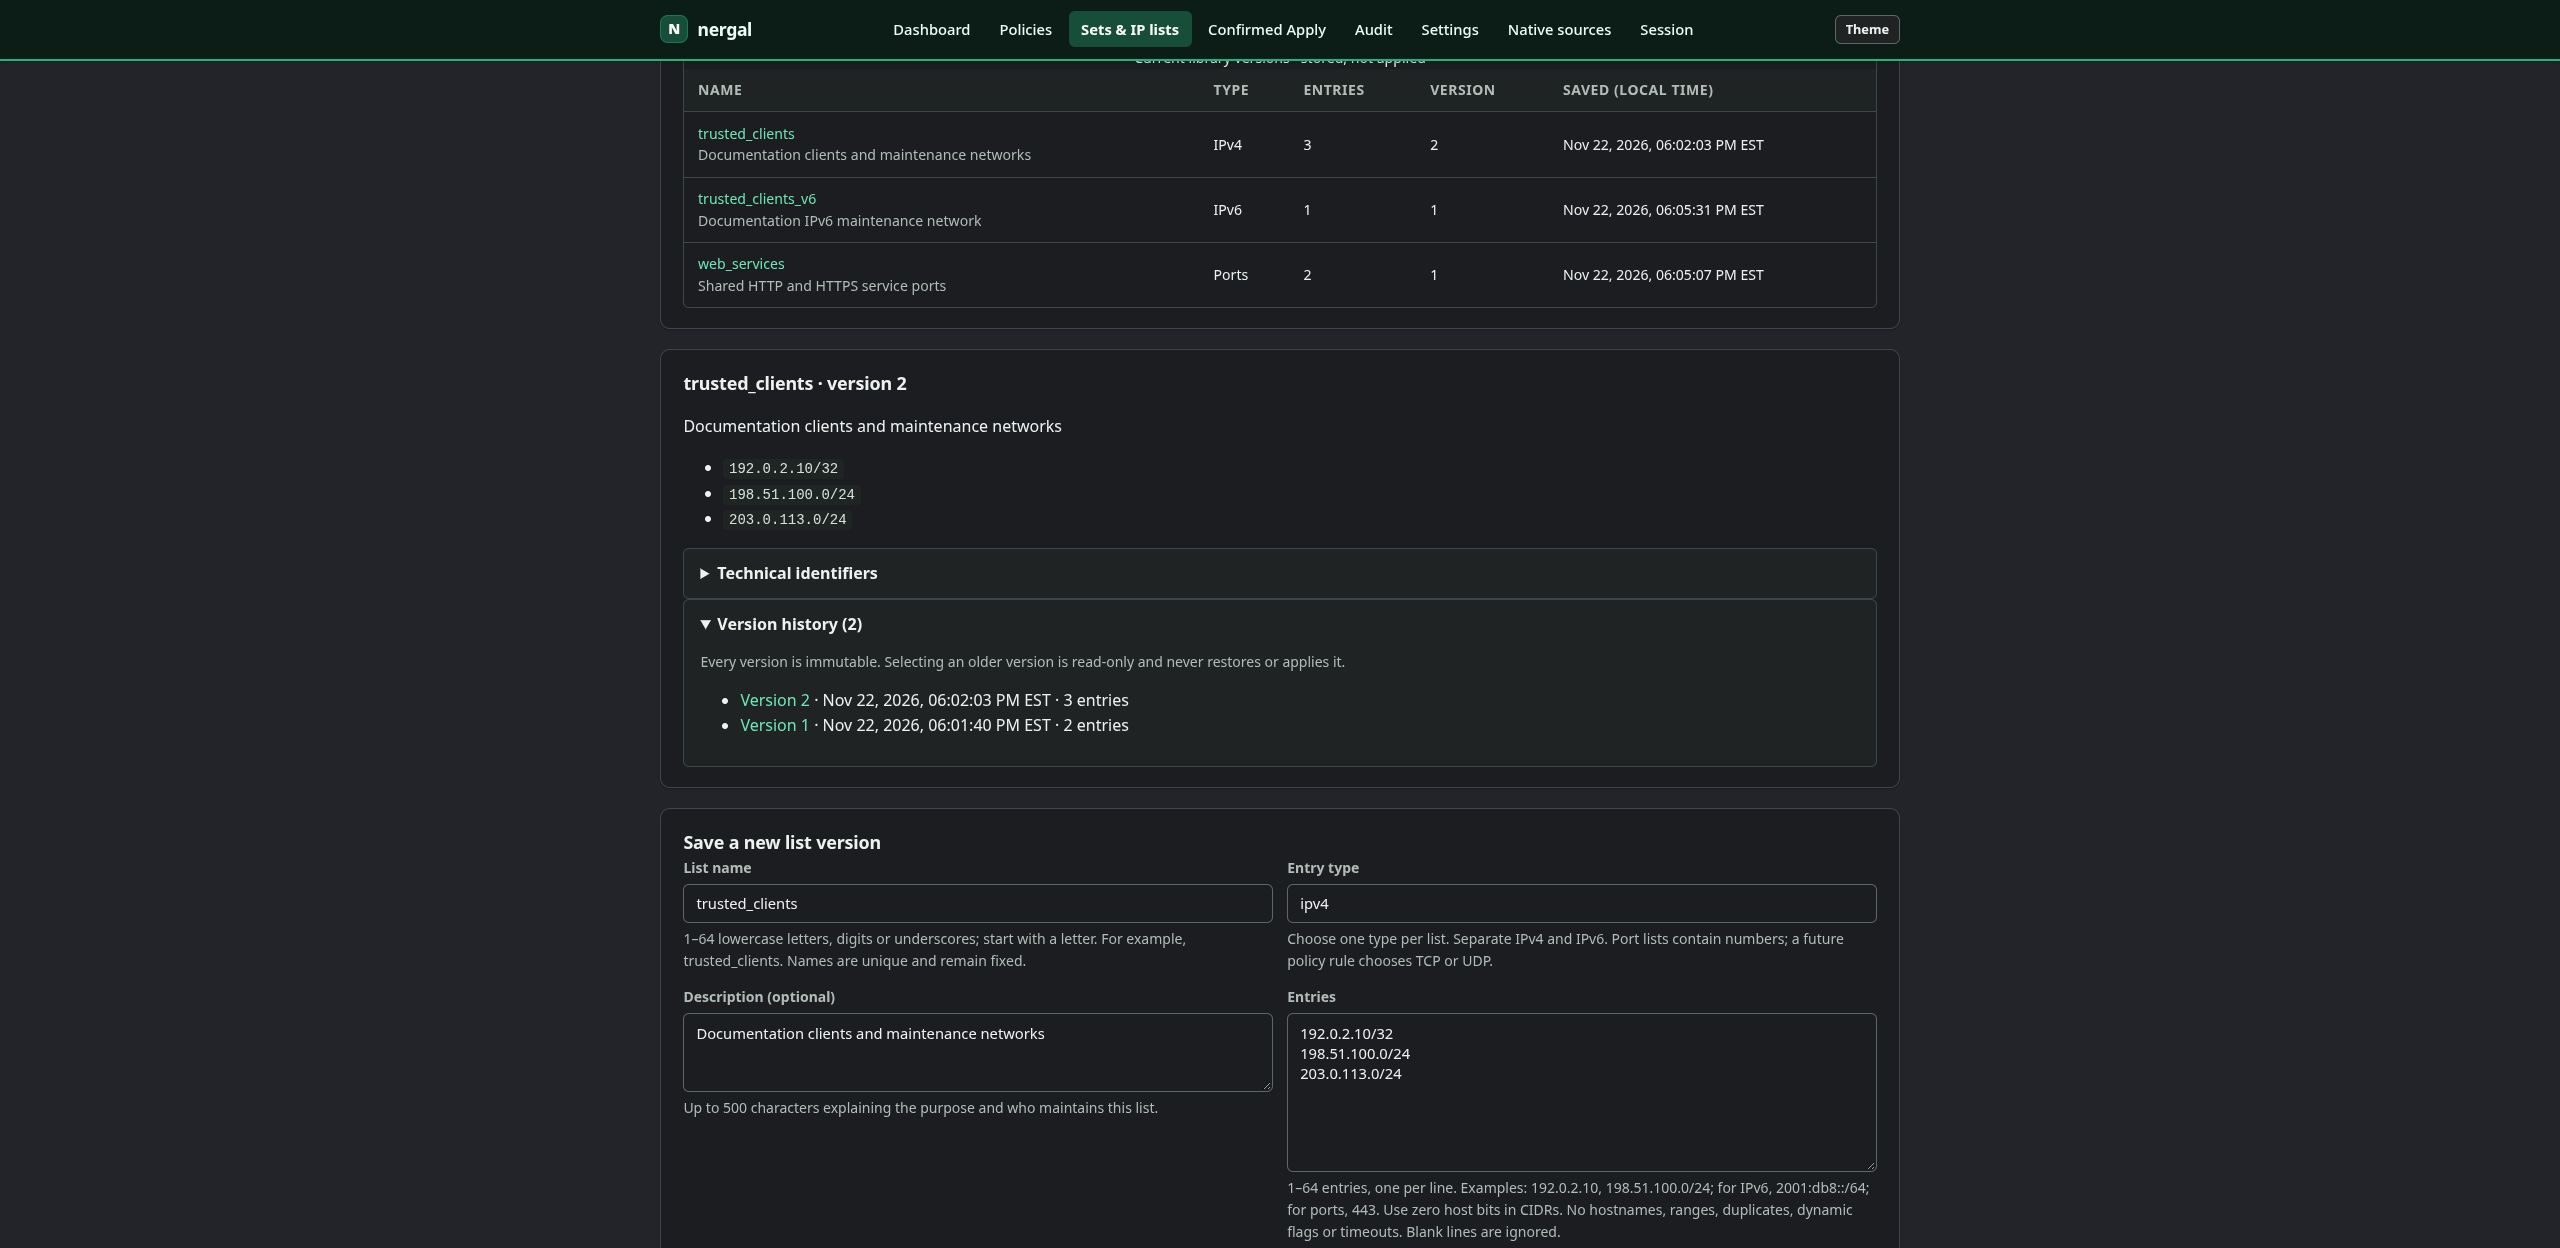 N nergal Dashboard Policies Sets & IP lists Confirmed Apply Audit Settings Native sources Session Theme
Current library versions
stored, not applied
NAME TYPE ENTRIES VERSION SAVED (LOCAL TIME)
trusted_clients
Documentation clients and maintenance networks
IPv4 3 2 Nov 22, 2026, 06:02:03 PM EST
trusted_clients_v6
Documentation IPv6 maintenance network
IPv6 1 1 Nov 22, 2026, 06:05:31 PM EST
web_services
Shared HTTP and HTTPS service ports
Ports 2 1 Nov 22, 2026, 06:05:07 PM EST
trusted_clients · version 2
Documentation clients and maintenance networks
192.0.2.10/32
198.51.100.0/24
203.0.113.0/24
Technical identifiers
Version history (2)
Every version is immutable. Selecting an older version is read-only and never restores or applies it.
Version 2 · Nov 22, 2026, 06:02:03 PM EST · 3 entries
Version 1 · Nov 22, 2026, 06:01:40 PM EST · 2 entries
Save a new list version
List name
trusted_clients
1–64 lowercase letters, digits or underscores; start with a letter. For example,
trusted_clients. Names are unique and remain fixed.
Entry type
ipv4
Choose one type per list. Separate IPv4 and IPv6. Port lists contain numbers; a future
policy rule chooses TCP or UDP.
Description (optional)
Documentation clients and maintenance networks
Up to 500 characters explaining the purpose and who maintains this list.
Entries
192.0.2.10/32
198.51.100.0/24
203.0.113.0/24
1–64 entries, one per line. Examples: 192.0.2.10, 198.51.100.0/24; for IPv6, 2001:db8::/64;
for ports, 443. Use zero host bits in CIDRs. No hostnames, ranges, duplicates, dynamic
flags or timeouts. Blank lines are ignored.